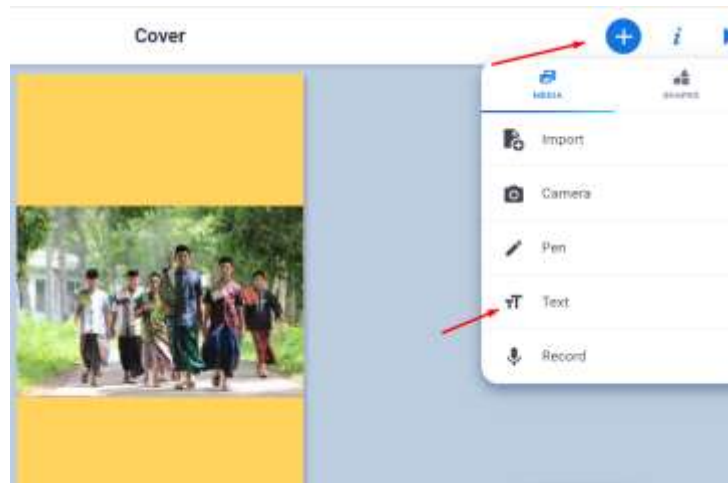 Cover
i
MEDIA
SHAPES
Import
Camera
Pen
Text
Record